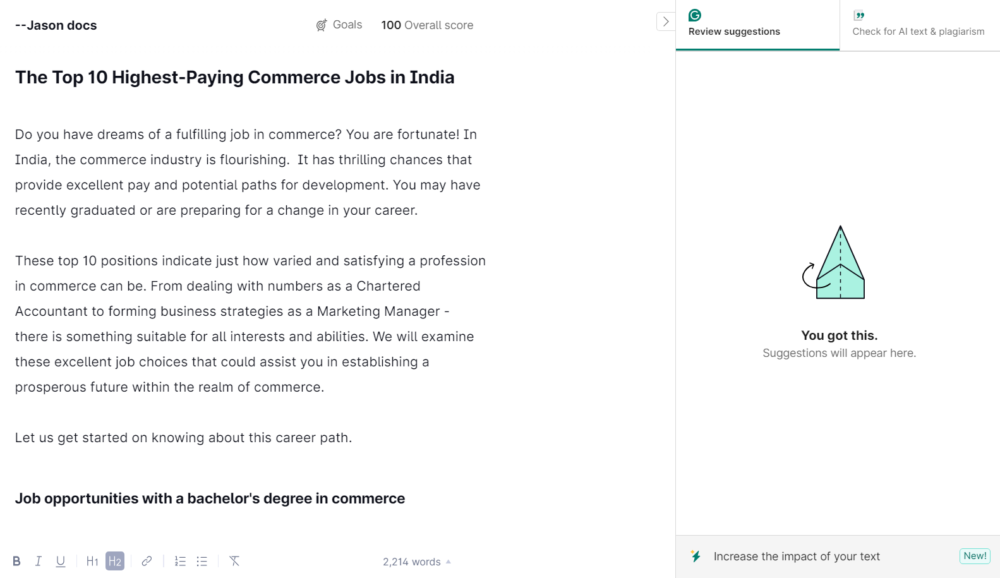 --Jason docs
Goals
100 Overall score
Review suggestions
Check for AI text & plagiarism
The Top 10 Highest-Paying Commerce Jobs in India
Do you have dreams of a fulfilling job in commerce? You are fortunate! In
India, the commerce industry is flourishing.  It has thrilling chances that
provide excellent pay and potential paths for development. You may have
recently graduated or are preparing for a change in your career.
These top 10 positions indicate just how varied and satisfying a profession
in commerce can be. From dealing with numbers as a Chartered
Accountant to forming business strategies as a Marketing Manager -
there is something suitable for all interests and abilities. We will examine
these excellent job choices that could assist you in establishing a
prosperous future within the realm of commerce.
Let us get started on knowing about this career path.
Job opportunities with a bachelor's degree in commerce
You got this.
Suggestions will appear here.
B I U H1 H2
2,214 words
Increase the impact of your text
New!